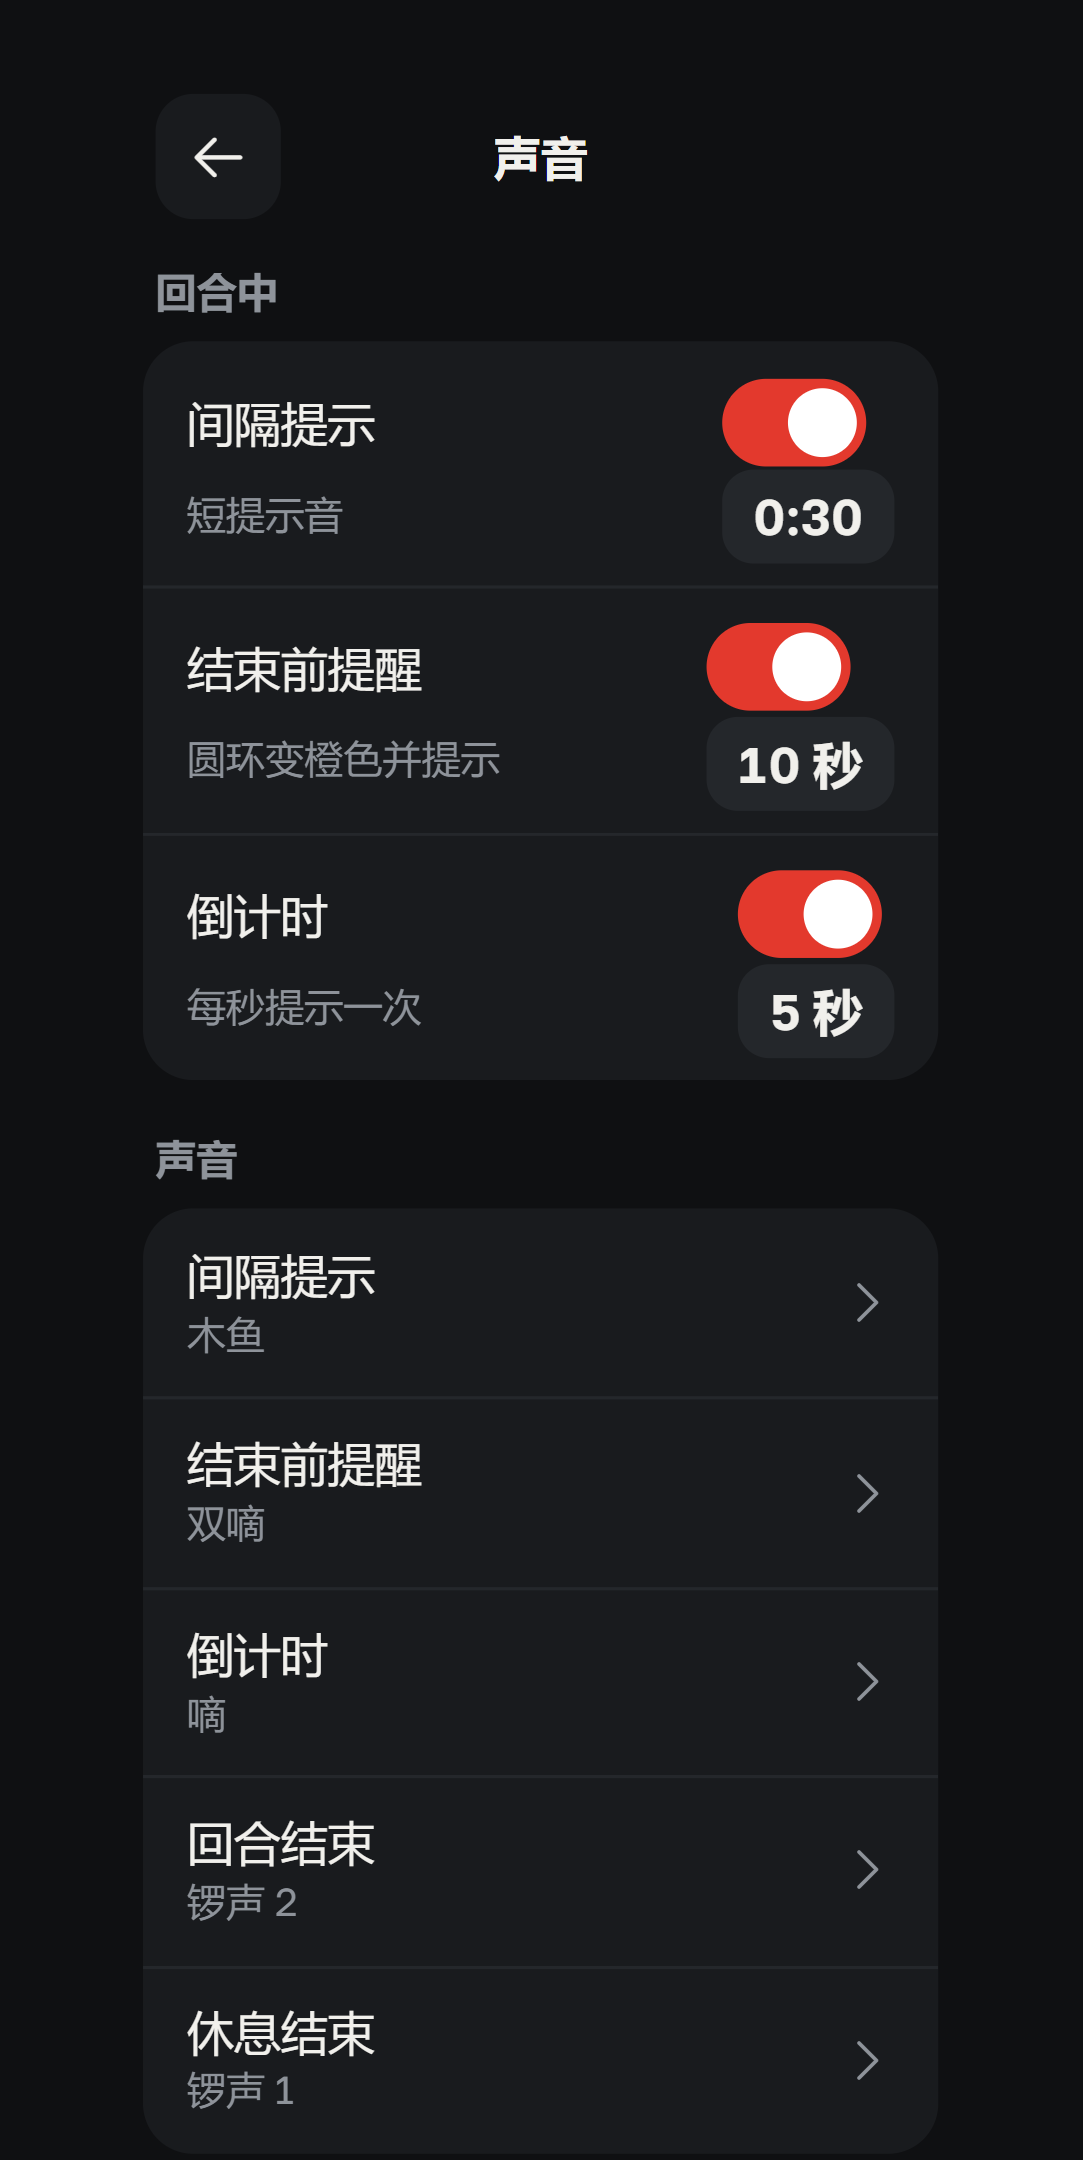 声音
回合中
间隔提示
短提示音
0:30
结束前提醒
圆环变橙色并提示
10 秒
倒计时
每秒提示一次
5 秒
声音
间隔提示
木鱼
结束前提醒
双嘀
倒计时
嘀
回合结束
锣声 2
休息结束
锣声 1